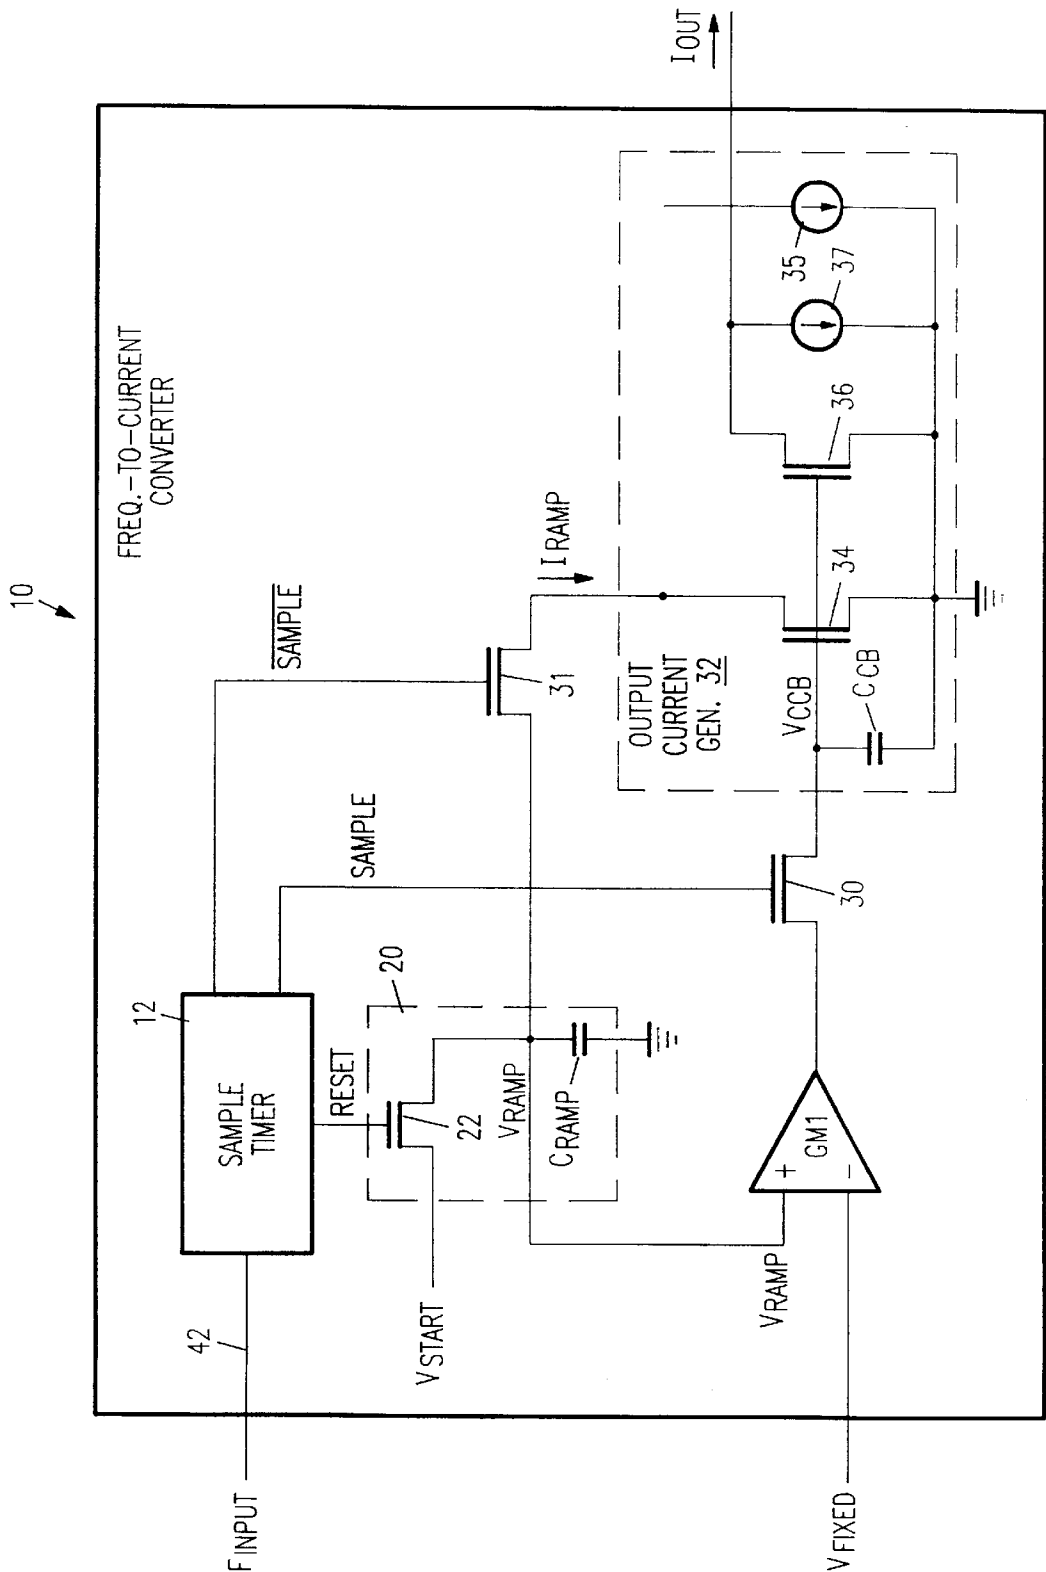 10
FREQ.-TO-CURRENT
CONVERTER
FINPUT
42
12
SAMPLE
TIMER
RESET
SAMPLE
SAMPLE
20
22
VSTART
VRAMP
CRAMP
31
IRAMP
IOUT
OUTPUT
CURRENT
GEN. 32
VRAMP
+
GM1
-
VFIXED
30
VCCB
CCB
34
36
37
35